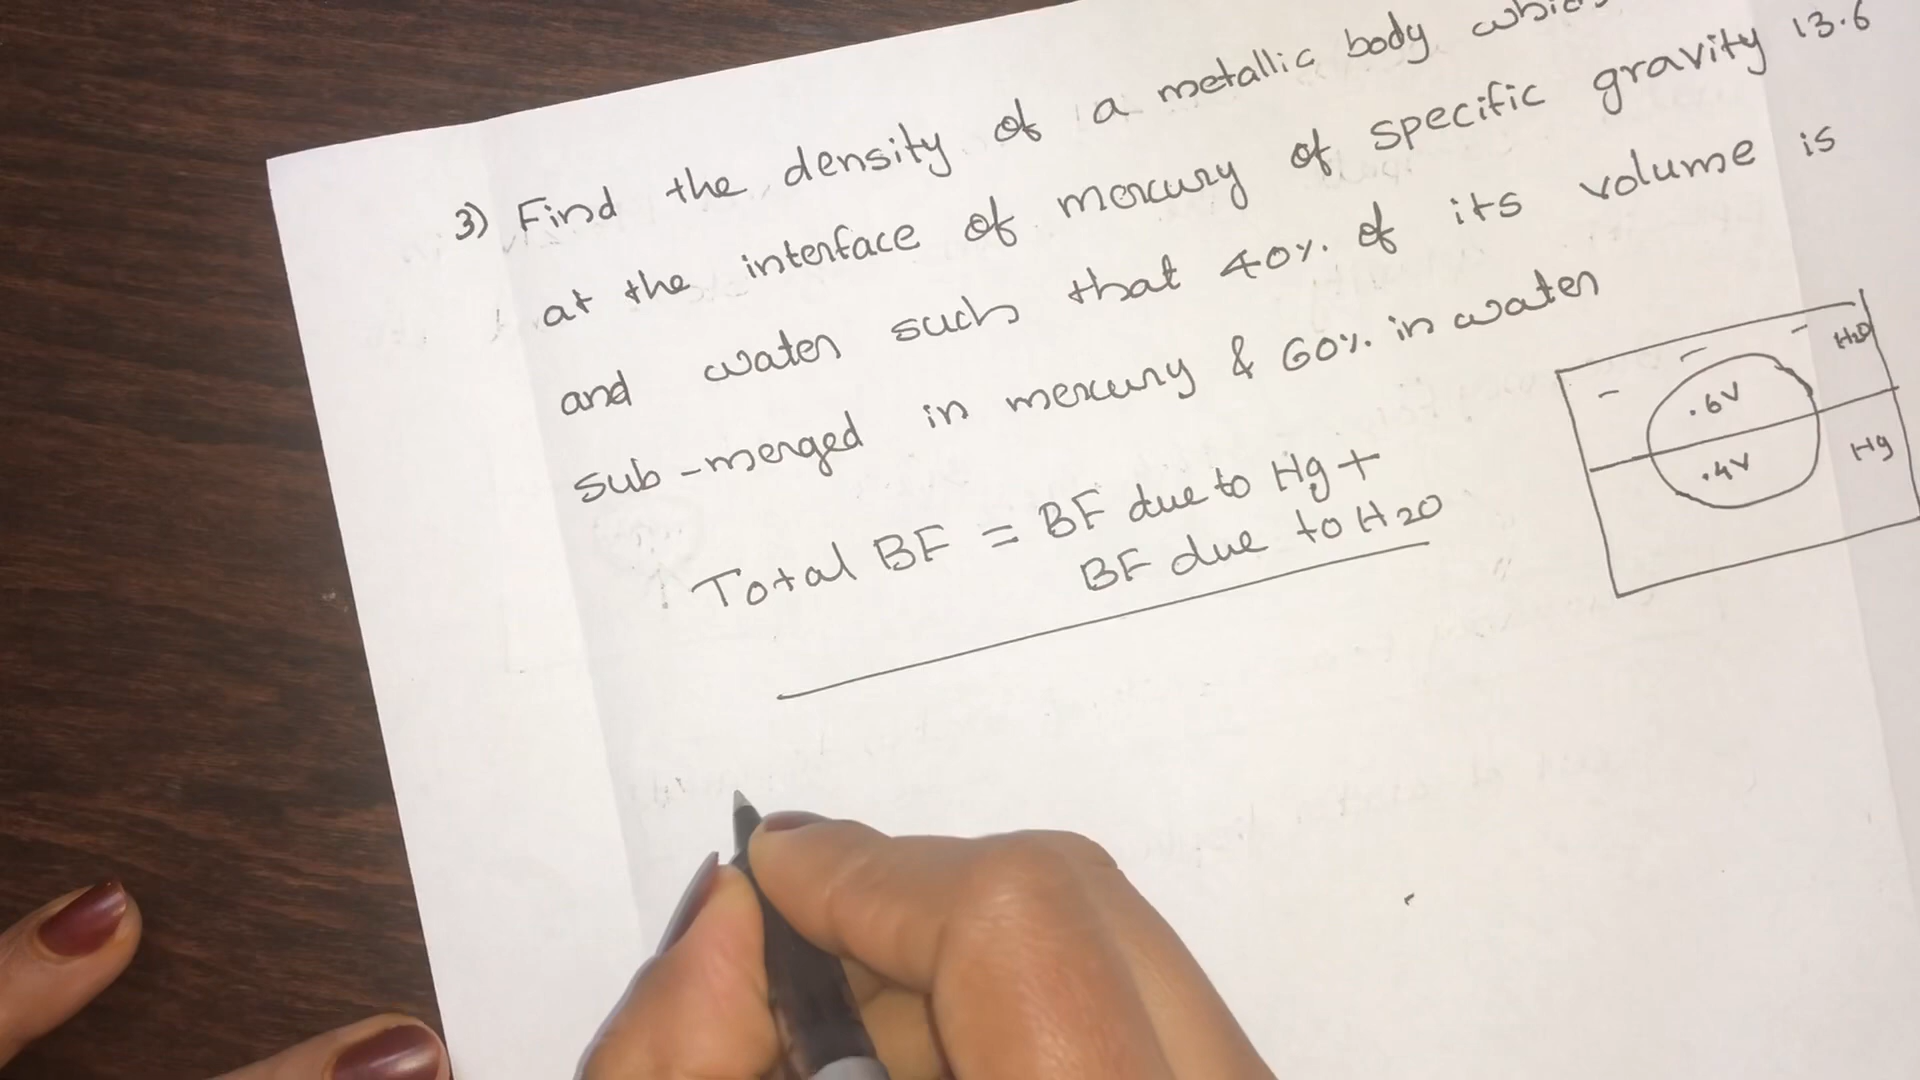 3) Find the density of a metallic body
at the interface of mercury of specific gravity 13.6
and water such that 40%. of its volume is
sub-merged in mercury & 60%. in water
Total BF = BF due to Hg +
BF due to H20
H20
.6V
.4V
Hg